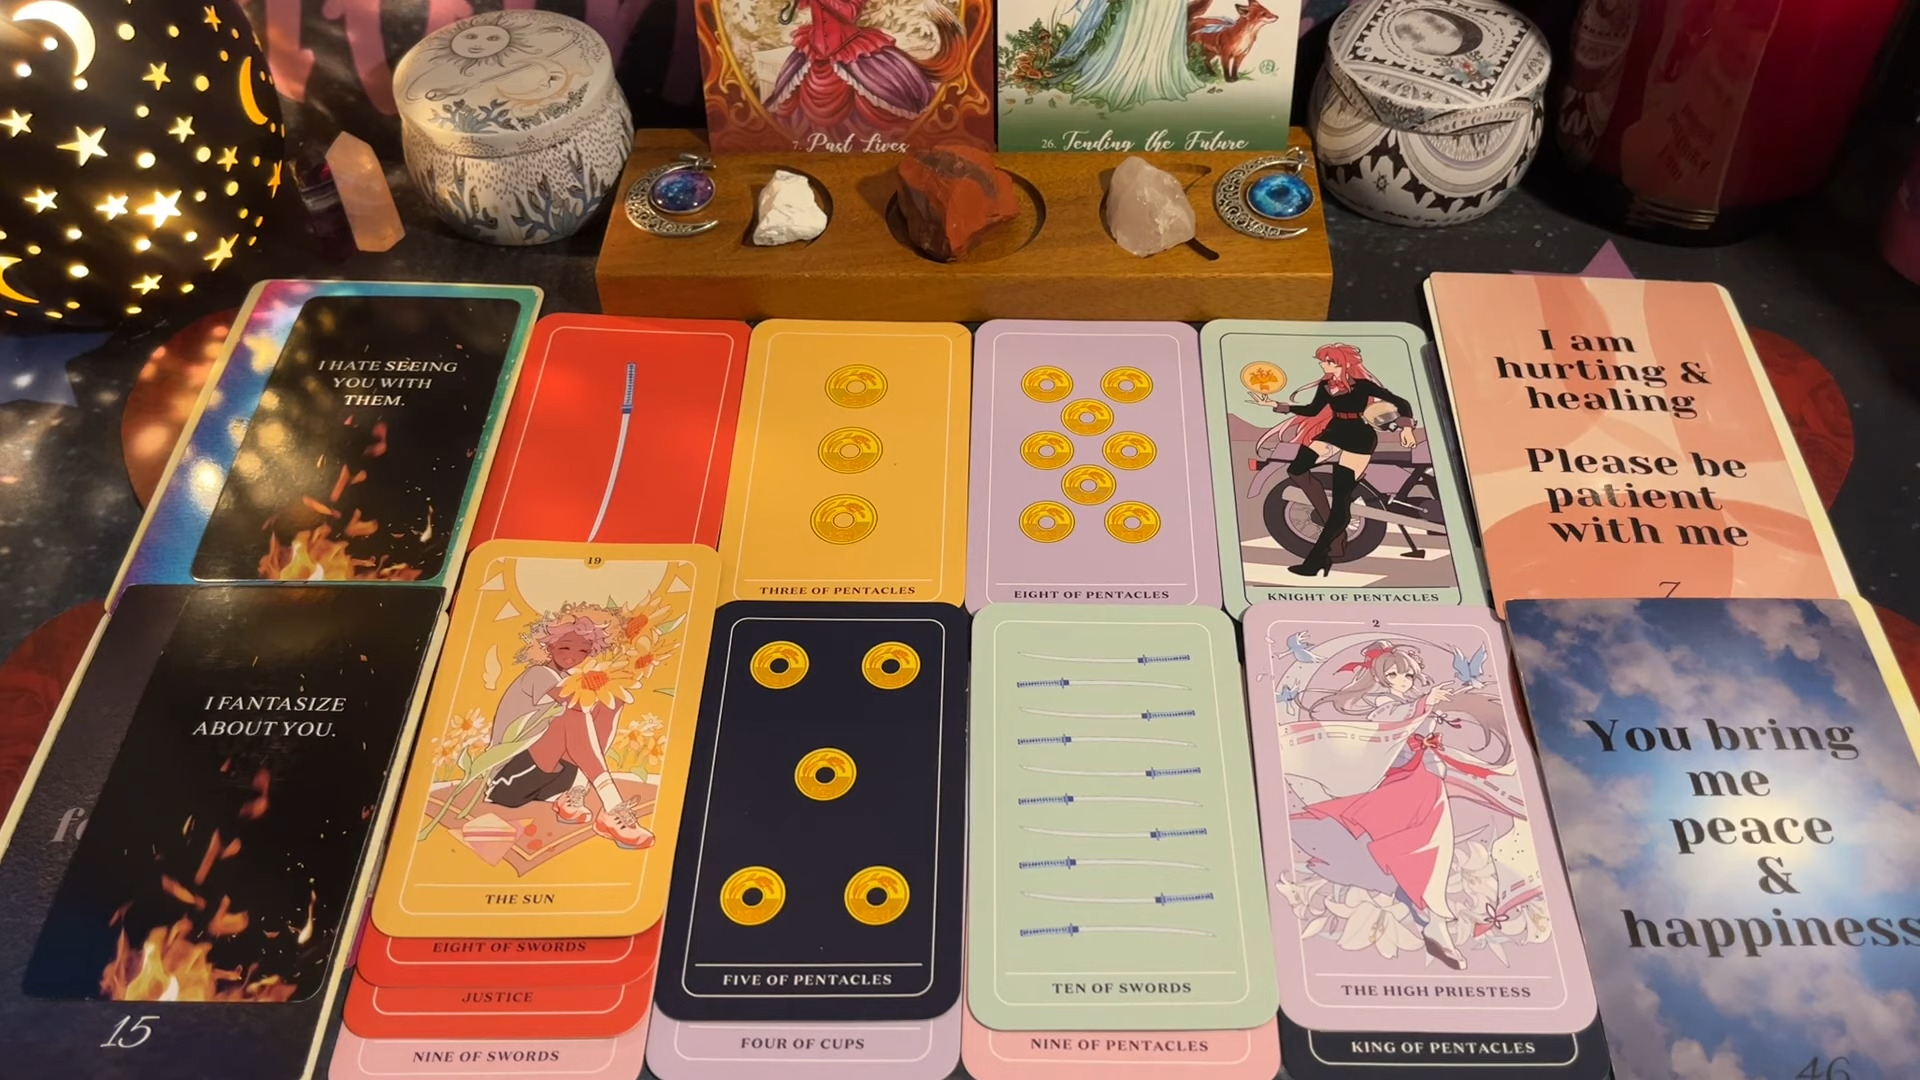 7. Past Lives
26. Tending the Future
I HATE SEEING
YOU WITH
THEM.
THREE OF PENTACLES
EIGHT OF PENTACLES
KNIGHT OF PENTACLES
I am
hurting &
healing
Please be
patient
with me
7
I FANTASIZE
ABOUT YOU.
15
19
THE SUN
EIGHT OF SWORDS
JUSTICE
NINE OF SWORDS
FIVE OF PENTACLES
FOUR OF CUPS
TEN OF SWORDS
NINE OF PENTACLES
2
THE HIGH PRIESTESS
KING OF PENTACLES
You bring
me
peace
&
happiness
46